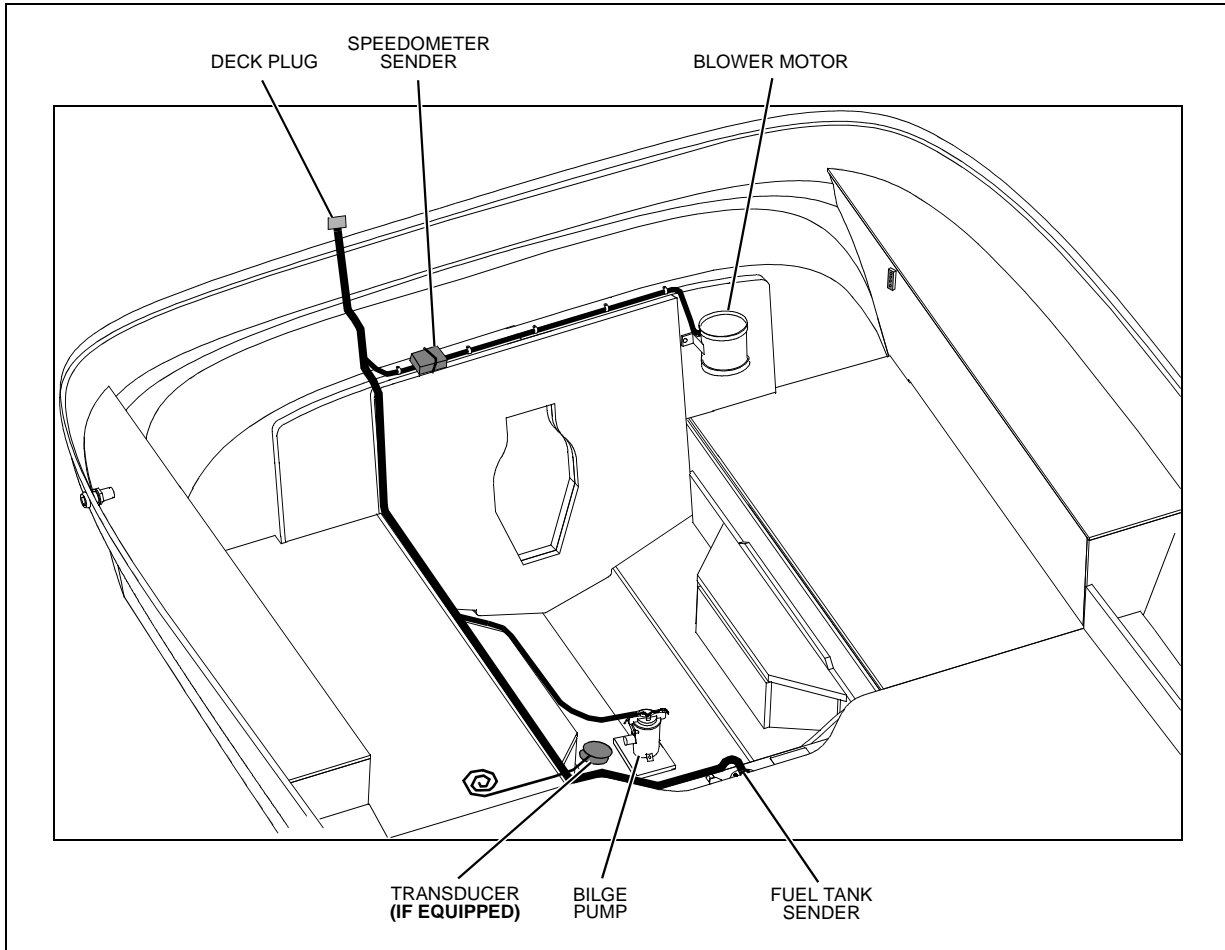 DECK PLUG
SPEEDOMETER
SENDER
BLOWER MOTOR
TRANSDUCER
(IF EQUIPPED)
BILGE
PUMP
FUEL TANK
SENDER